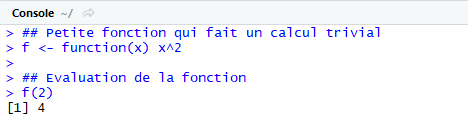 Console ~/
> ## Petite fonction qui fait un calcul trivial
> f <- function(x) x^2
>
> ## Evaluation de la fonction
> f(2)
[1] 4